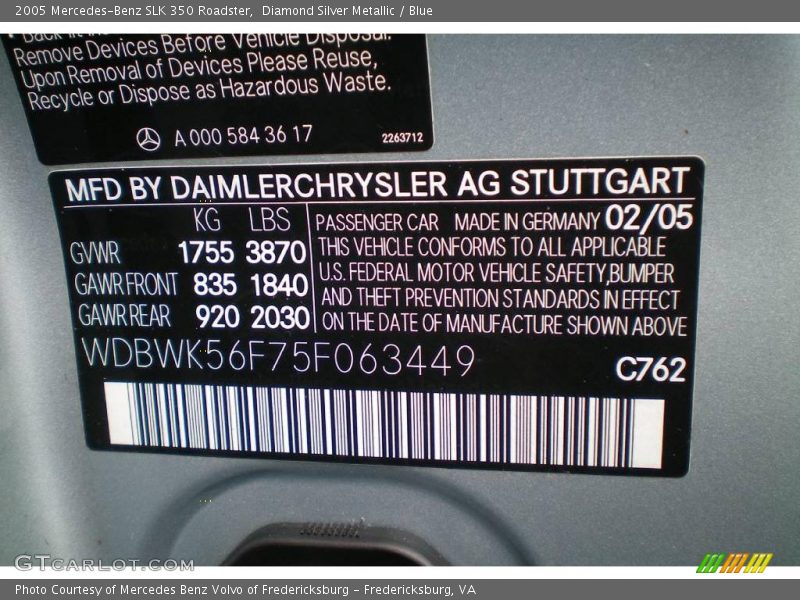 2005 Mercedes-Benz SLK 350 Roadster, Diamond Silver Metallic / Blue
Remove Devices Before Vehicle Disposal.
Upon Removal of Devices Please Reuse,
Recycle or Dispose as Hazardous Waste.
A 000 584 36 17 2263712
MFD BY DAIMLERCHRYSLER AG STUTTGART
KG LBS
GVWR 1755 3870
GAWR FRONT 835 1840
GAWR REAR 920 2030
PASSENGER CAR MADE IN GERMANY 02/05
THIS VEHICLE CONFORMS TO ALL APPLICABLE
U.S. FEDERAL MOTOR VEHICLE SAFETY,BUMPER
AND THEFT PREVENTION STANDARDS IN EFFECT
ON THE DATE OF MANUFACTURE SHOWN ABOVE
WDBWK56F75F063449
C762
GTCARLOT.COM
Photo Courtesy of Mercedes Benz Volvo of Fredericksburg - Fredericksburg, VA